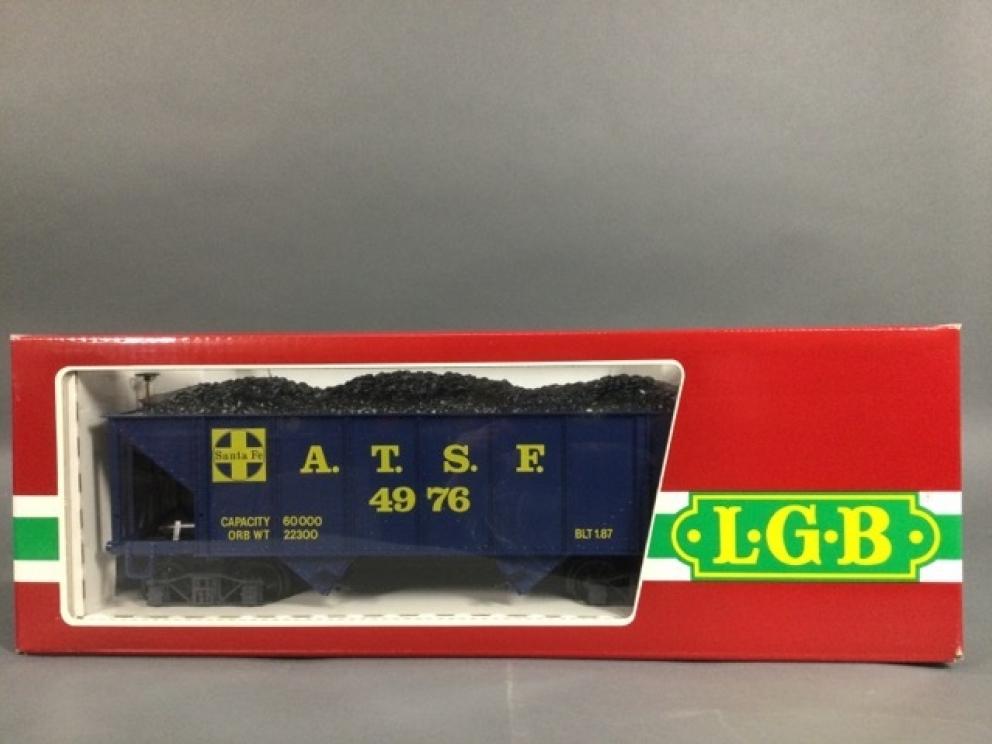 Santa Fe
A. T. S. F.
49 76
CAPACITY 60000
ORB WT 22300
BLT 1.87
L·G·B